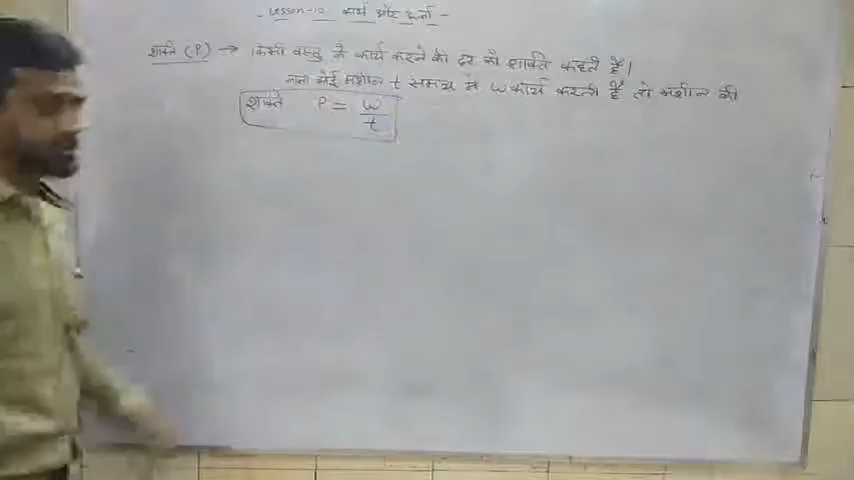 Lesson-10 कार्य और ऊर्जा
शक्ति (P) → किसी वस्तु के कार्य करने की दर को शक्ति कहते है।
माना कोई मशीन t समय में W कार्य करती है तो मशीन की
शक्ति P = W/t